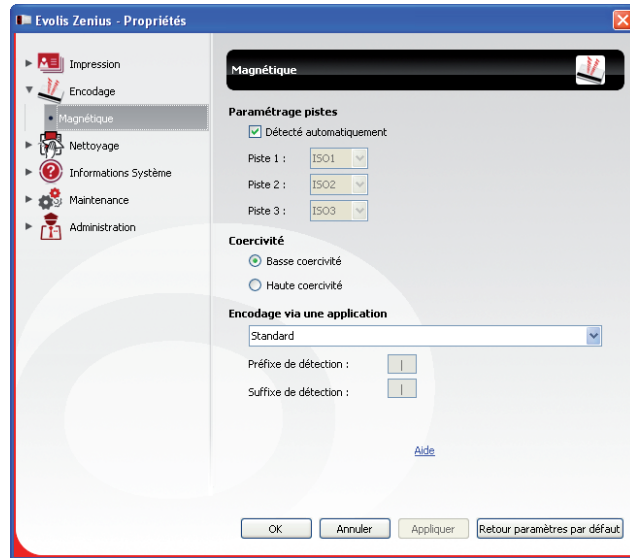 Evolis Zenius - Propriétés
Impression
Encodage
Magnétique
Nettoyage
Informations Système
Maintenance
Administration
Magnétique
Paramétrage pistes
Détecté automatiquement
Piste 1 : ISO1
Piste 2 : ISO2
Piste 3 : ISO3
Coercivité
Basse coercivité
Haute coercivité
Encodage via une application
Standard
Préfixe de détection : |
Suffixe de détection : |
Aide
OK Annuler Appliquer Retour paramètres par défaut